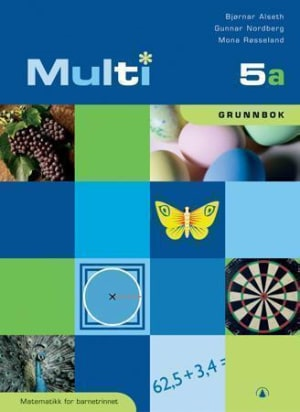 Bjørnar Alseth
Gunnar Nordberg
Mona Røsseland
Multi* 5a
GRUNNBOK
62,5 + 3,4 =
Matematikk for barnetrinnet